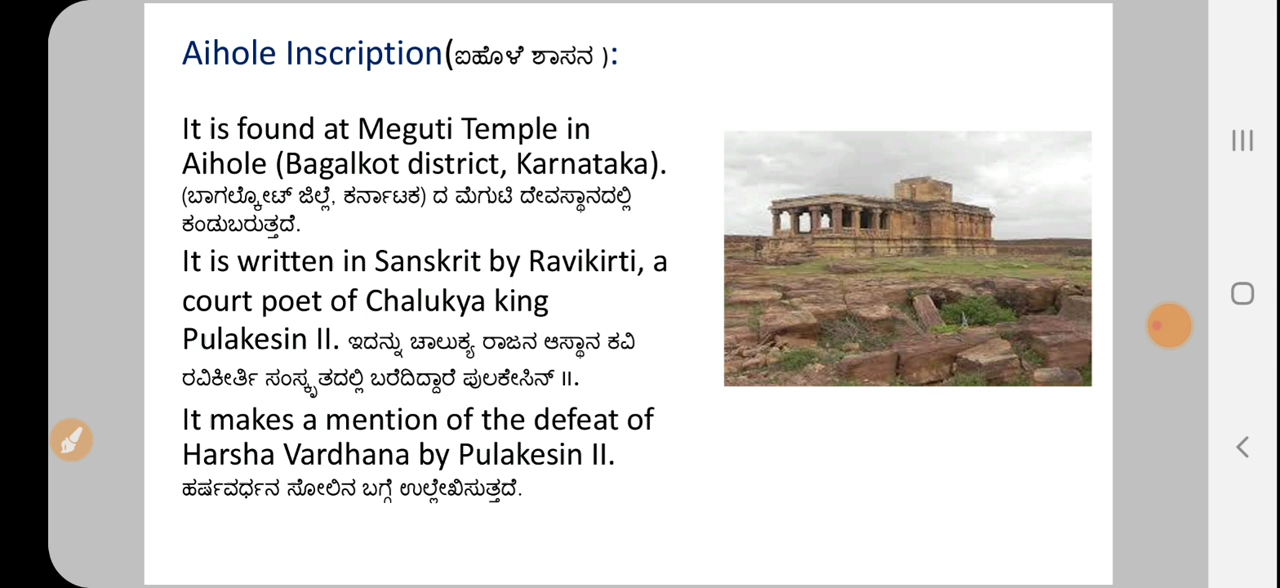 Aihole Inscription(ಐಹೊಳೆ ಶಾಸನ ):
It is found at Meguti Temple in
Aihole (Bagalkot district, Karnataka).
(ಬಾಗಲ್ಕೋಟ್ ಜಿಲ್ಲೆ, ಕರ್ನಾಟಕ) ದ ಮೆಗುಟಿ ದೇವಸ್ಥಾನದಲ್ಲಿ
ಕಂಡುಬರುತ್ತದೆ.
It is written in Sanskrit by Ravikirti, a
court poet of Chalukya king
Pulakesin II. ಇದನ್ನು ಚಾಲುಕ್ಯ ರಾಜನ ಆಸ್ಥಾನ ಕವಿ
ರವಿಕೀರ್ತಿ ಸಂಸ್ಕೃತದಲ್ಲಿ ಬರೆದಿದ್ದಾರೆ ಪುಲಕೇಸಿನ್ II.
It makes a mention of the defeat of
Harsha Vardhana by Pulakesin II.
ಹರ್ಷವರ್ಧನ ಸೋಲಿನ ಬಗ್ಗೆ ಉಲ್ಲೇಖಿಸುತ್ತದೆ.